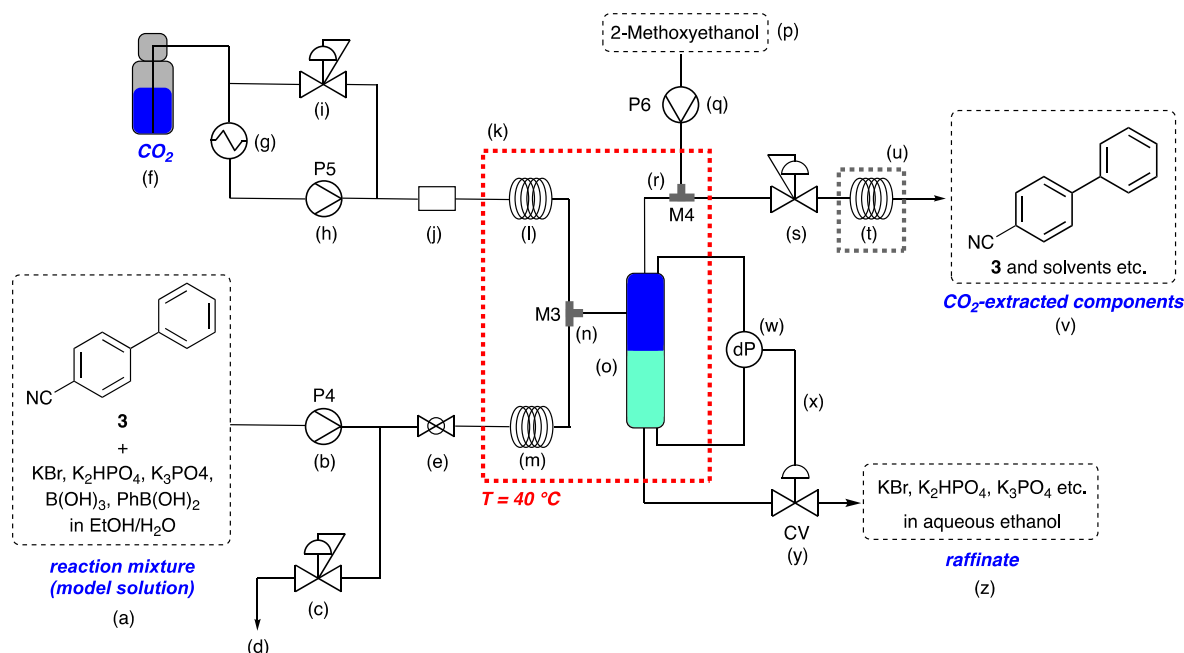 2-Methoxyethanol
(p)
P6
(q)
(i)
(k)
(u)
CO₂
(f)
(g)
P5
(h)
(j)
(l)
(r)
M4
(s)
(t)
NC
3 and solvents etc.
CO₂-extracted components
(v)
M3
(n)
(o)
dP
(w)
(x)
NC
3
+
KBr, K₂HPO₄, K₃PO4,
B(OH)₃, PhB(OH)₂
in EtOH/H₂O
reaction mixture
(model solution)
(a)
P4
(b)
(e)
(m)
T = 40 °C
(c)
(d)
CV
(y)
KBr, K₂HPO₄, K₃PO₄ etc.
in aqueous ethanol
raffinate
(z)